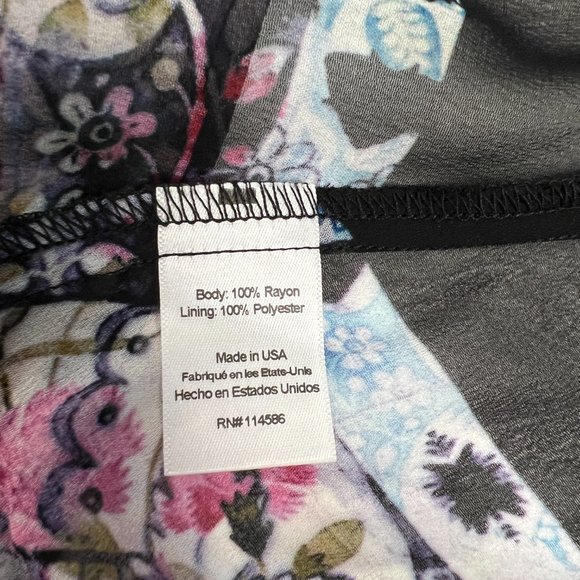 Body: 100% Rayon
Lining: 100% Polyester
Made in USA
Fabriqué en les Etats-Unis
Hecho en Estados Unidos
RN# 114586